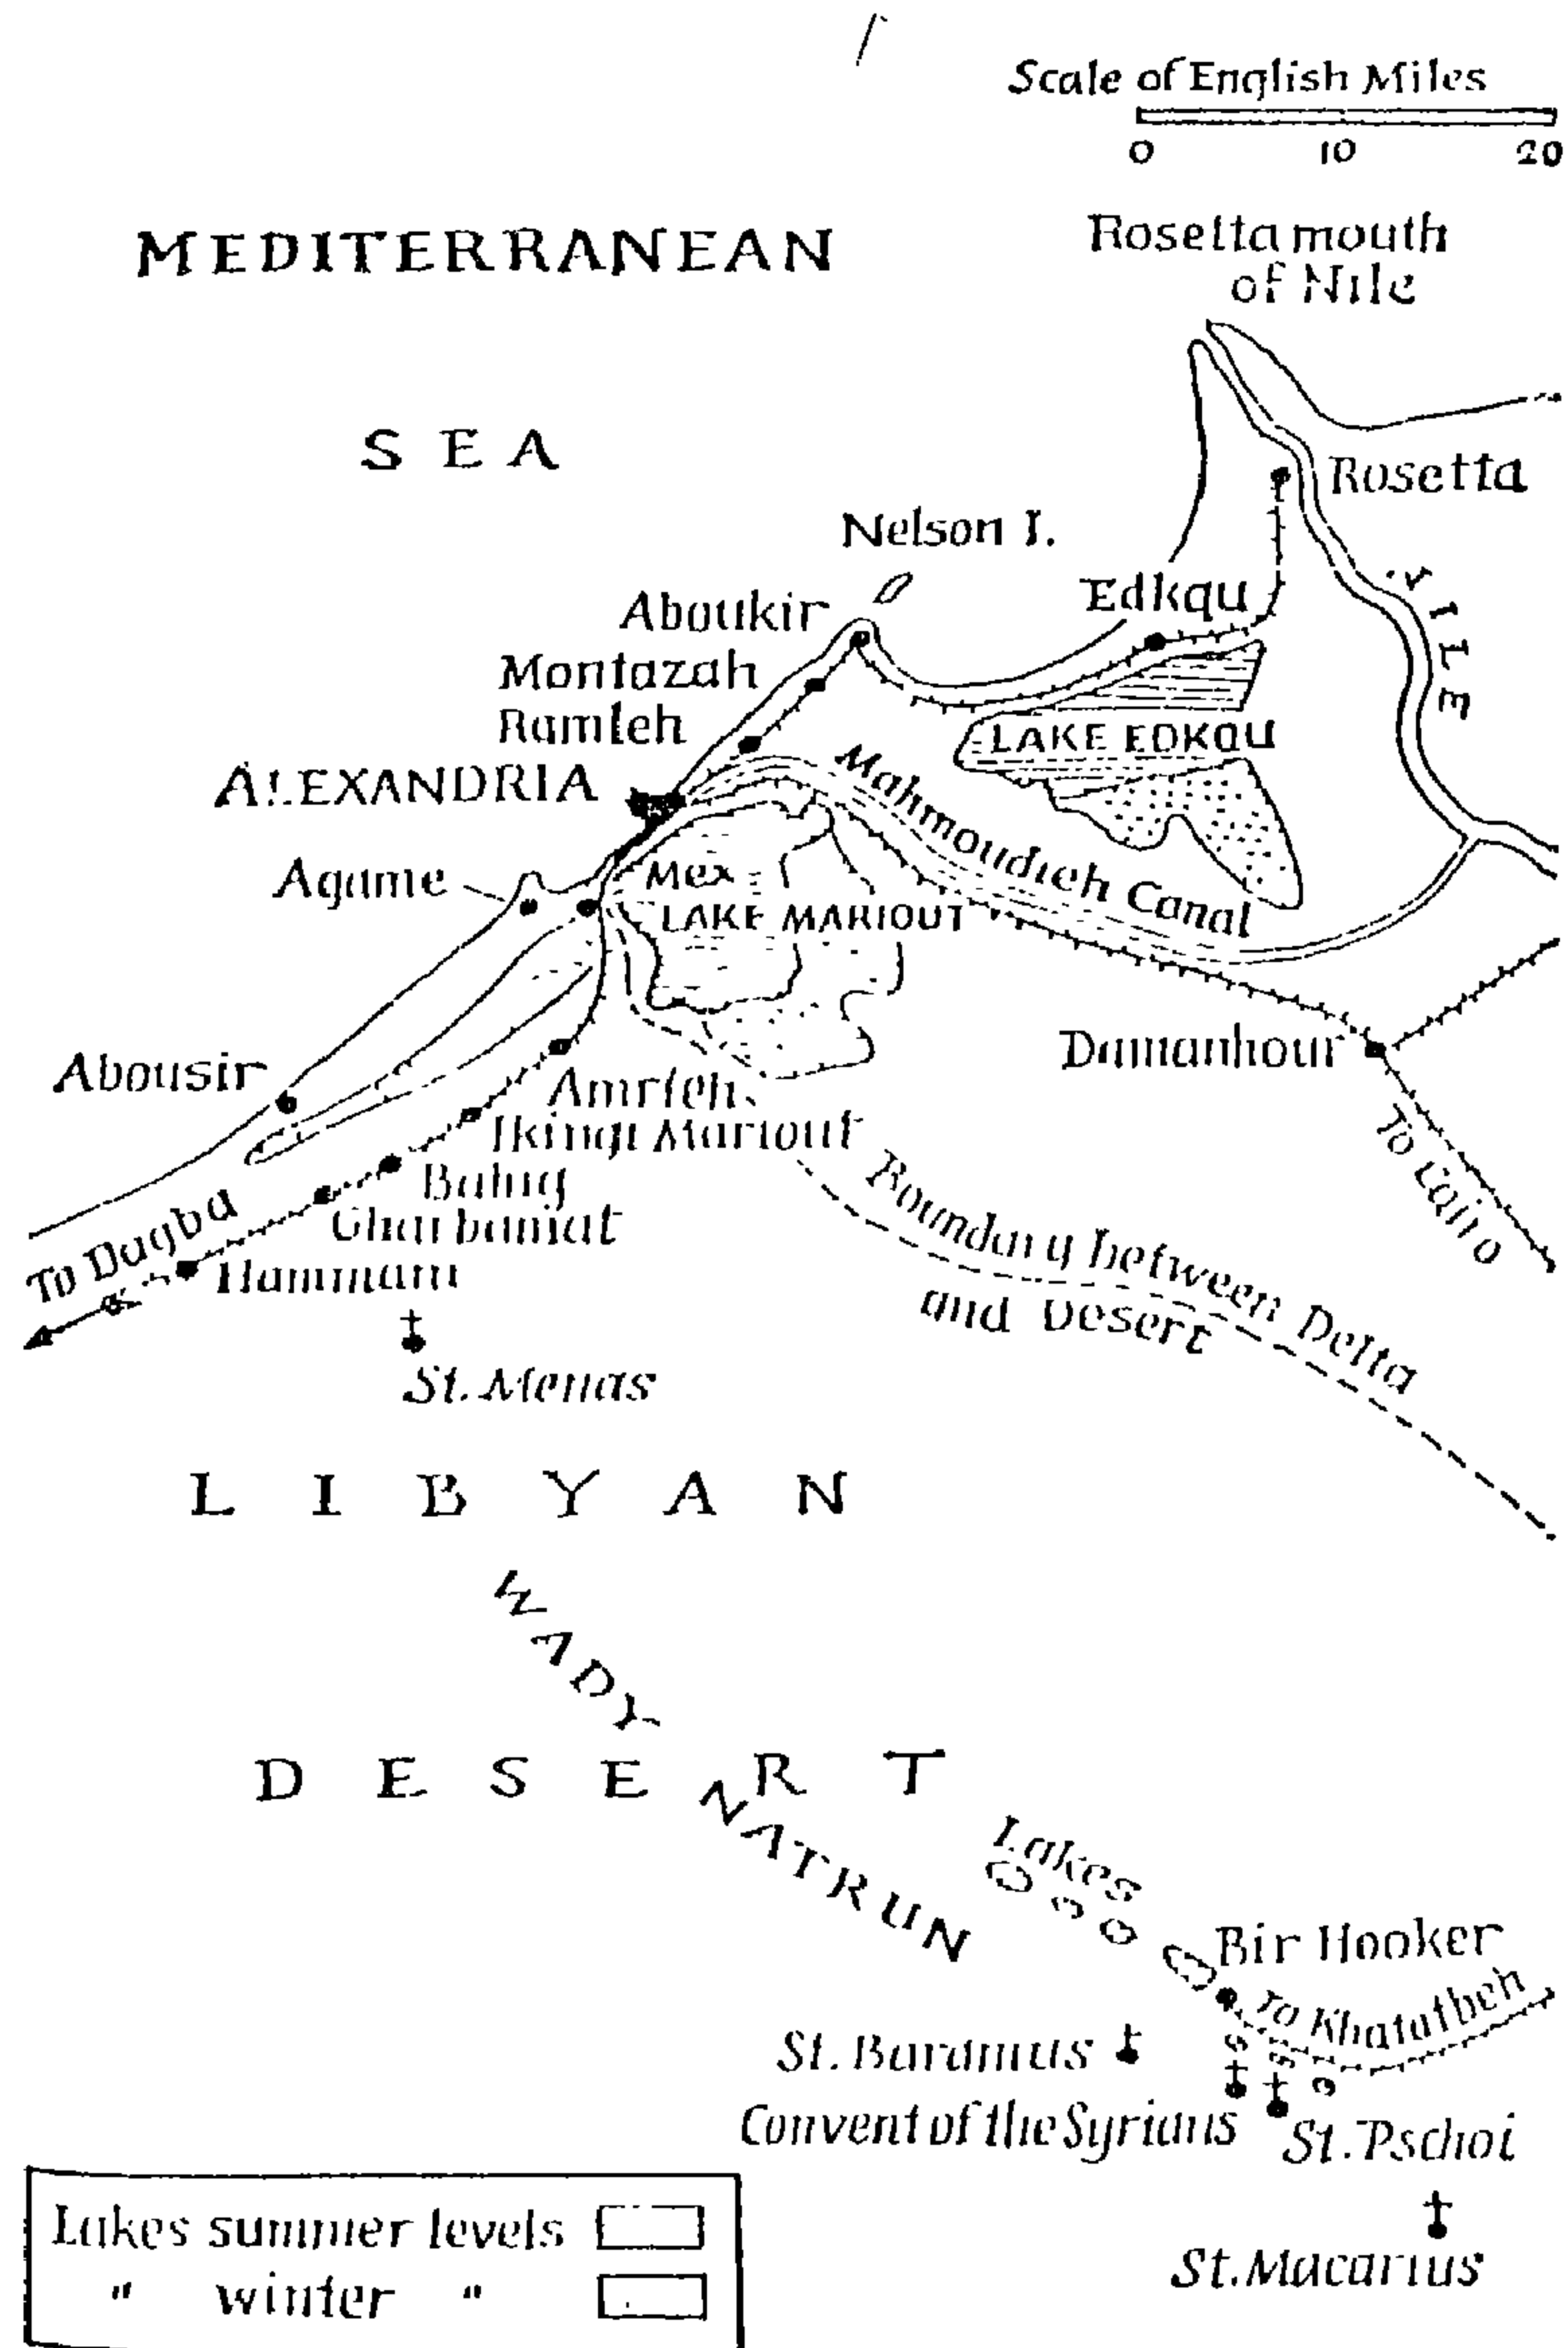 Scale of English Miles
0 10 20
MEDITERRANEAN
SEA
Rosetta mouth
of Nile
Rosetta
Nelson I.
NILE
Edkqu
Aboukir
Montazah
Ramleh
LAKE EDKQU
ALEXANDRIA
Mahmoudieh Canal
Agame
Mex
LAKE MARIOUT
Damanhour
Abousir
Amrieh
Ikingi Mariout
To Cairo
Bahig
Gharbaniat
Boundary between Delta
and Desert
To Dagba
Hammam
St. Menas
LIBYAN
WADY
DESERT
NATRUN
Lakes
Bir Hooker
To Khatatbeh
St. Baramus
Convent of the Syrians
St. Pschoi
St. Macarius
Lakes summer levels
" winter "